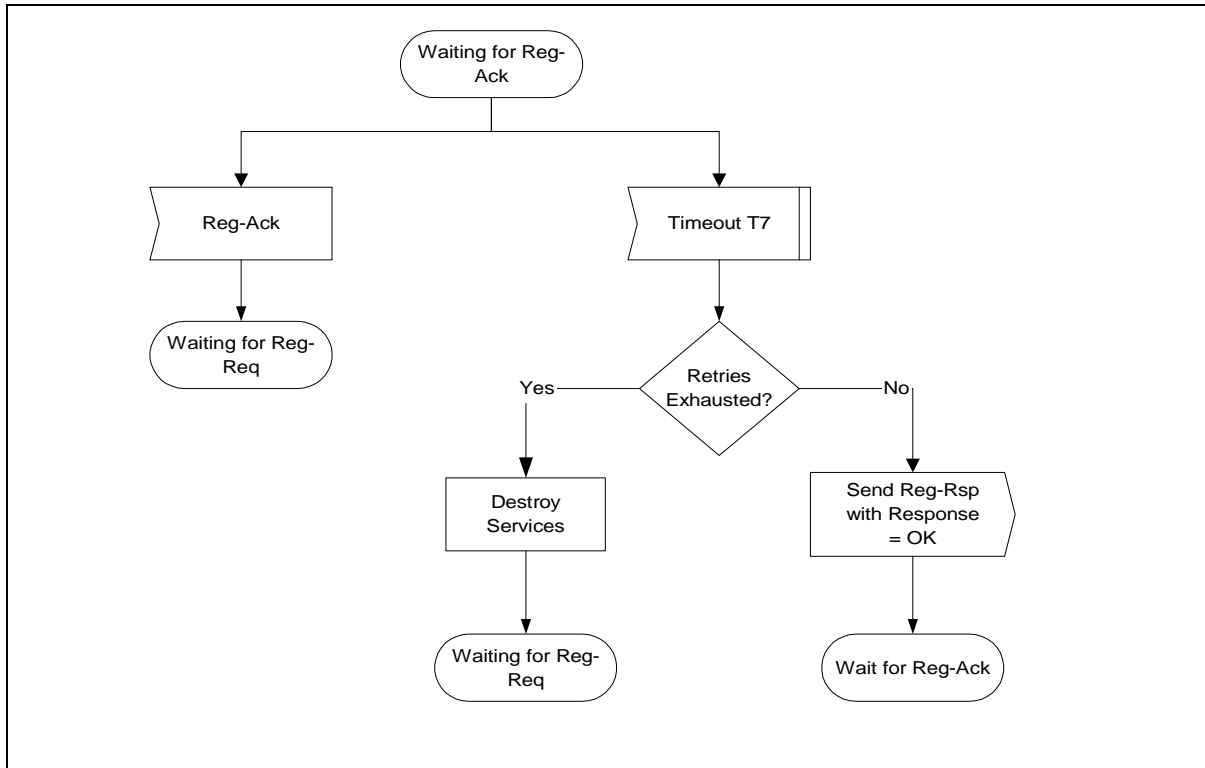 Waiting for Reg-
Ack
Reg-Ack
Timeout T7
Waiting for Reg-
Req
Retries
Exhausted?
Yes
No
Destroy
Services
Send Reg-Rsp
with Response
= OK
Waiting for Reg-
Req
Wait for Reg-Ack